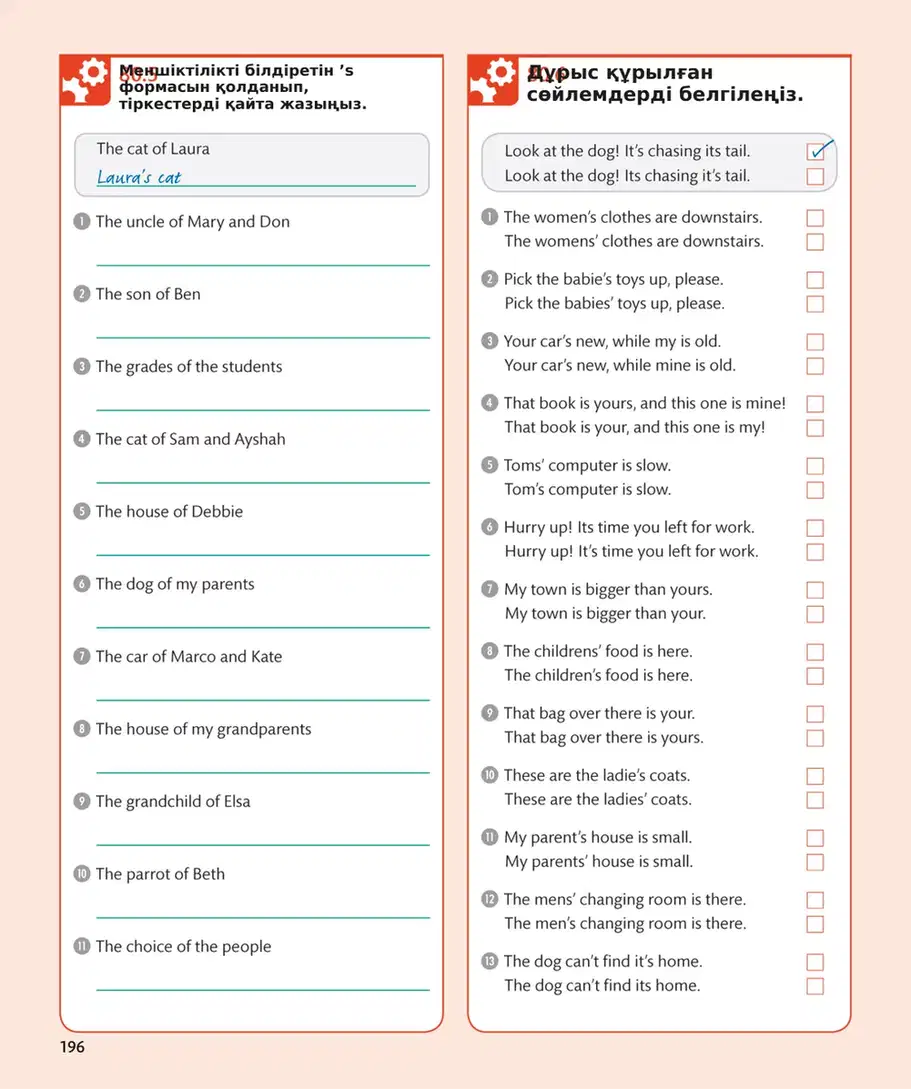 Меншіктілікті білдіретін ’s
формасын қолданып,
тіркестерді қайта жазыңыз.
The cat of Laura
Laura’s cat
1 The uncle of Mary and Don
2 The son of Ben
3 The grades of the students
4 The cat of Sam and Ayshah
5 The house of Debbie
6 The dog of my parents
7 The car of Marco and Kate
8 The house of my grandparents
9 The grandchild of Elsa
10 The parrot of Beth
11 The choice of the people
Дұрыс құрылған
сөйлемдерді белгілеңіз.
Look at the dog! It’s chasing its tail.
Look at the dog! Its chasing it’s tail.
1 The women’s clothes are downstairs.
The womens’ clothes are downstairs.
2 Pick the babie’s toys up, please.
Pick the babies’ toys up, please.
3 Your car’s new, while my is old.
Your car’s new, while mine is old.
4 That book is yours, and this one is mine!
That book is your, and this one is my!
5 Toms’ computer is slow.
Tom’s computer is slow.
6 Hurry up! Its time you left for work.
Hurry up! It’s time you left for work.
7 My town is bigger than yours.
My town is bigger than your.
8 The childrens’ food is here.
The children’s food is here.
9 That bag over there is your.
That bag over there is yours.
10 These are the ladie’s coats.
These are the ladies’ coats.
11 My parent’s house is small.
My parents’ house is small.
12 The mens’ changing room is there.
The men’s changing room is there.
13 The dog can’t find it’s home.
The dog can’t find its home.
196